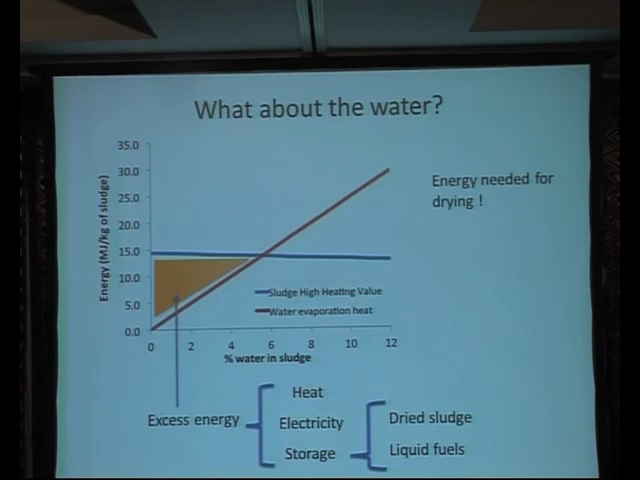 What about the water?
35.0
30.0
25.0
20.0
15.0
10.0
5.0
0.0
Energy (MJ/kg of sludge)
Energy needed for
drying !
Sludge High Heating Value
Water evaporation heat
0 2 4 6 8 10 12
% water in sludge
Excess energy
Heat
Electricity
Storage
Dried sludge
Liquid fuels